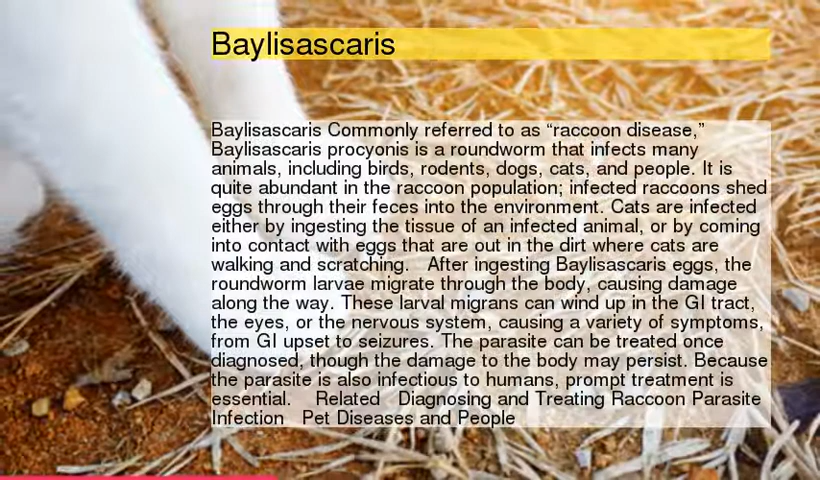 Baylisascaris
Baylisascaris Commonly referred to as “raccoon disease,”
Baylisascaris procyonis is a roundworm that infects many
animals, including birds, rodents, dogs, cats, and people. It is
quite abundant in the raccoon population; infected raccoons shed
eggs through their feces into the environment. Cats are infected
either by ingesting the tissue of an infected animal, or by coming
into contact with eggs that are out in the dirt where cats are
walking and scratching.   After ingesting Baylisascaris eggs, the
roundworm larvae migrate through the body, causing damage
along the way. These larval migrans can wind up in the GI tract,
the eyes, or the nervous system, causing a variety of symptoms,
from GI upset to seizures. The parasite can be treated once
diagnosed, though the damage to the body may persist. Because
the parasite is also infectious to humans, prompt treatment is
essential.    Related   Diagnosing and Treating Raccoon Parasite
Infection   Pet Diseases and People